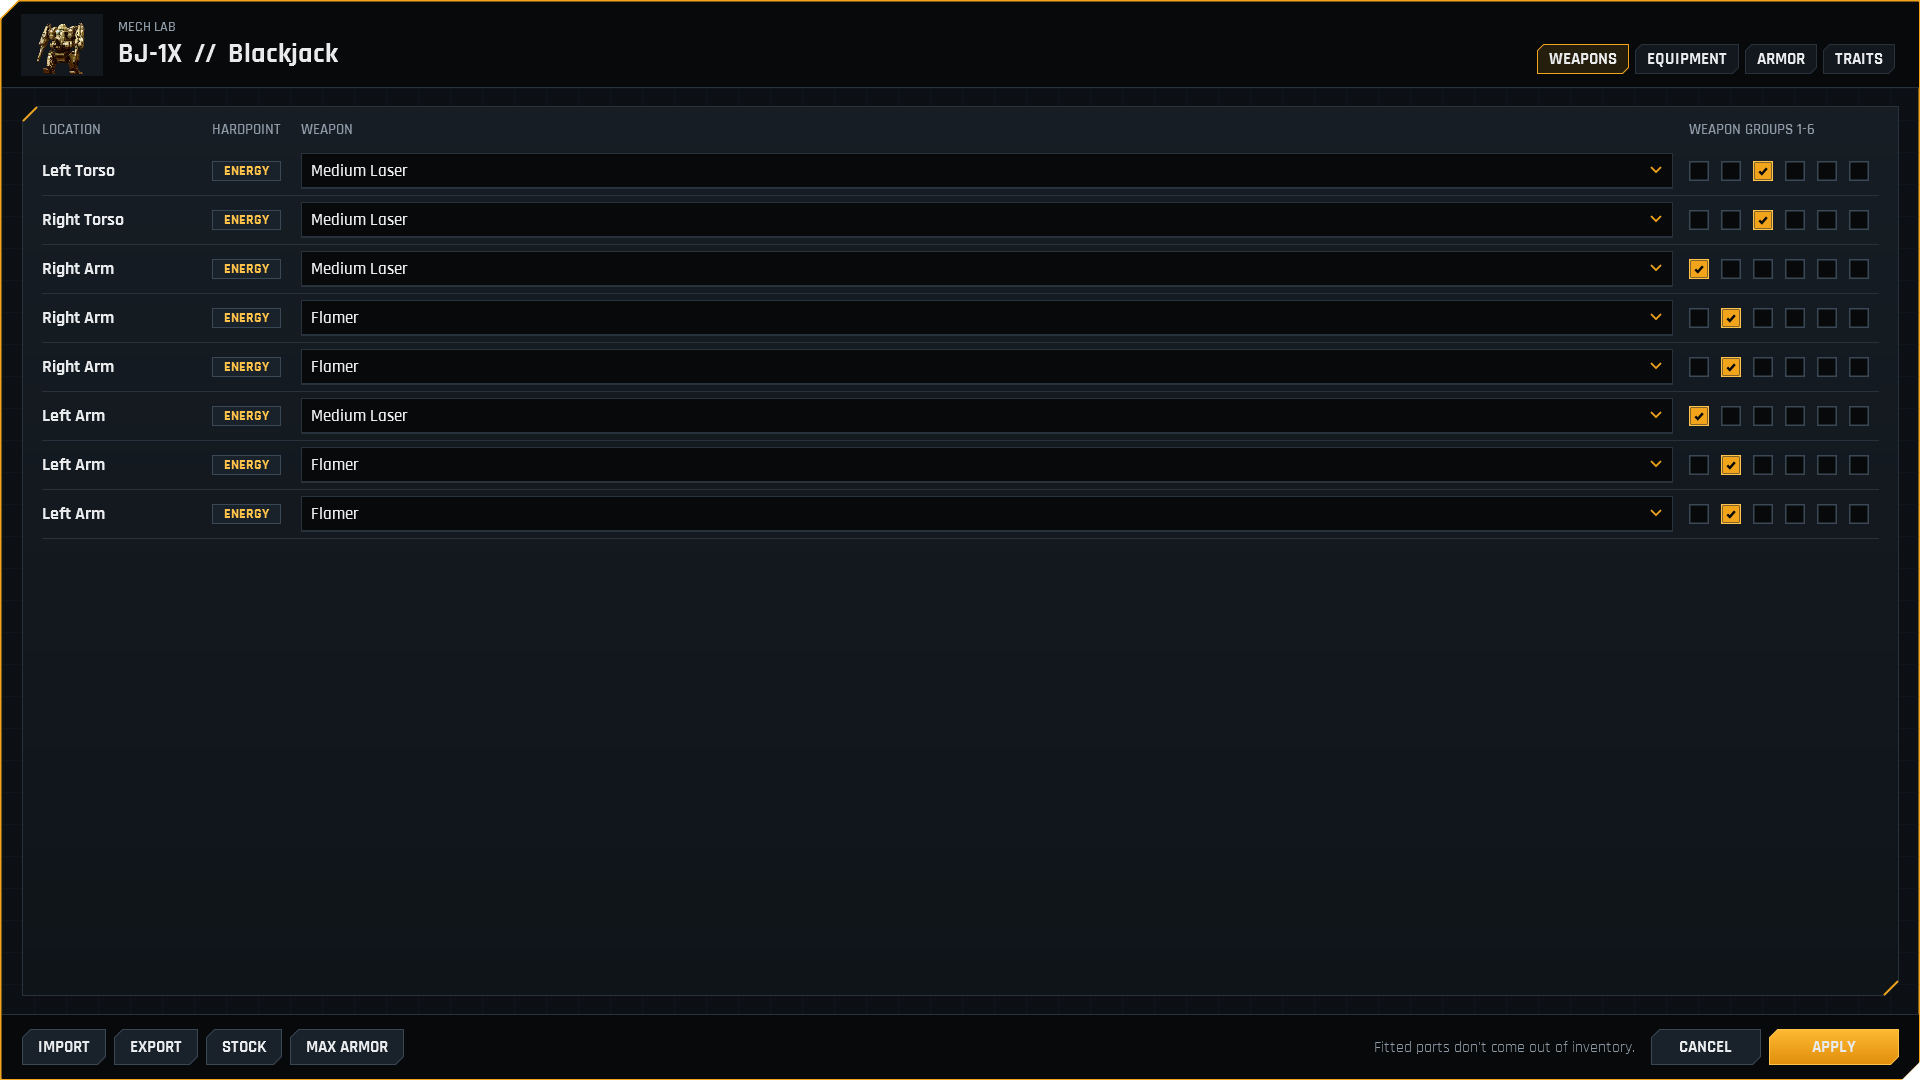 MECH LAB
BJ-1X // Blackjack
WEAPONS EQUIPMENT ARMOR TRAITS
LOCATION HARDPOINT WEAPON WEAPON GROUPS 1-6
Left Torso ENERGY Medium Laser
Right Torso ENERGY Medium Laser
Right Arm ENERGY Medium Laser
Right Arm ENERGY Flamer
Right Arm ENERGY Flamer
Left Arm ENERGY Medium Laser
Left Arm ENERGY Flamer
Left Arm ENERGY Flamer
IMPORT EXPORT STOCK MAX ARMOR Fitted parts don't come out of inventory. CANCEL APPLY